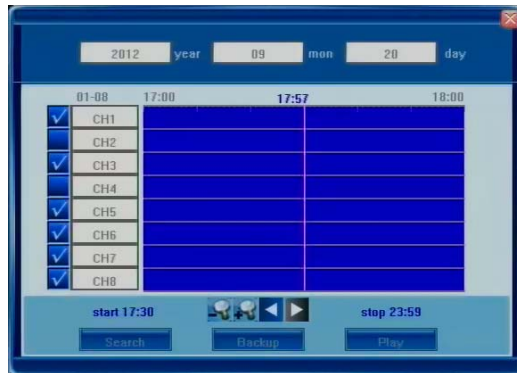 2012 year 09 mon 20 day
01-08 17:00 17:57 18:00
CH1
CH2
CH3
CH4
CH5
CH6
CH7
CH8
start 17:30 stop 23:59
Search Backup Play